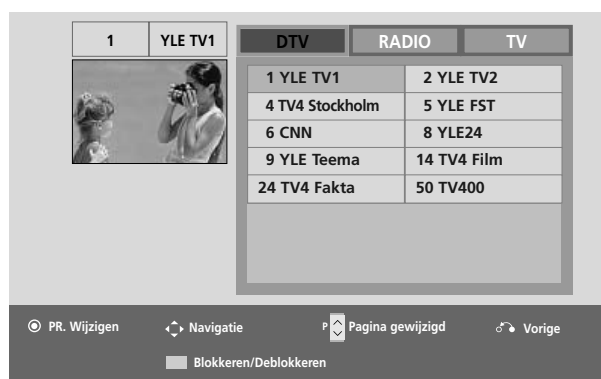 1 YLE TV1
DTV RADIO TV
1 YLE TV1 2 YLE TV2
4 TV4 Stockholm 5 YLE FST
6 CNN 8 YLE24
9 YLE Teema 14 TV4 Film
24 TV4 Fakta 50 TV400
PR. Wijzigen Navigatie P Pagina gewijzigd Vorige
Blokkeren/Deblokkeren